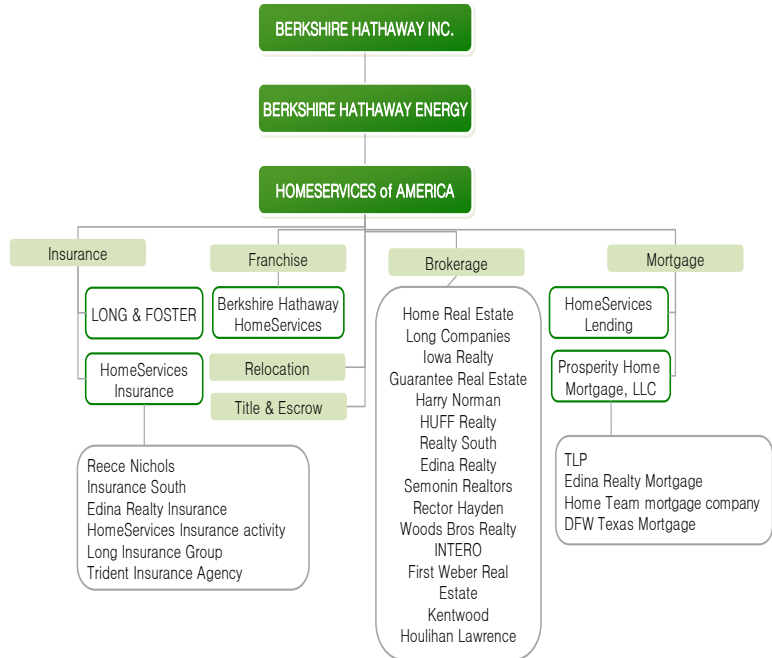 BERKSHIRE HATHAWAY INC.
BERKSHIRE HATHAWAY ENERGY
HOMESERVICES of AMERICA
Insurance
LONG & FOSTER
HomeServices
Insurance
Reece Nichols
Insurance South
Edina Realty Insurance
HomeServices Insurance activity
Long Insurance Group
Trident Insurance Agency
Franchise
Berkshire Hathaway
HomeServices
Relocation
Title & Escrow
Brokerage
Home Real Estate
Long Companies
Iowa Realty
Guarantee Real Estate
Harry Norman
HUFF Realty
Realty South
Edina Realty
Semonin Realtors
Rector Hayden
Woods Bros Realty
INTERO
First Weber Real
Estate
Kentwood
Houlihan Lawrence
Mortgage
HomeServices
Lending
Prosperity Home
Mortgage, LLC
TLP
Edina Realty Mortgage
Home Team mortgage company
DFW Texas Mortgage